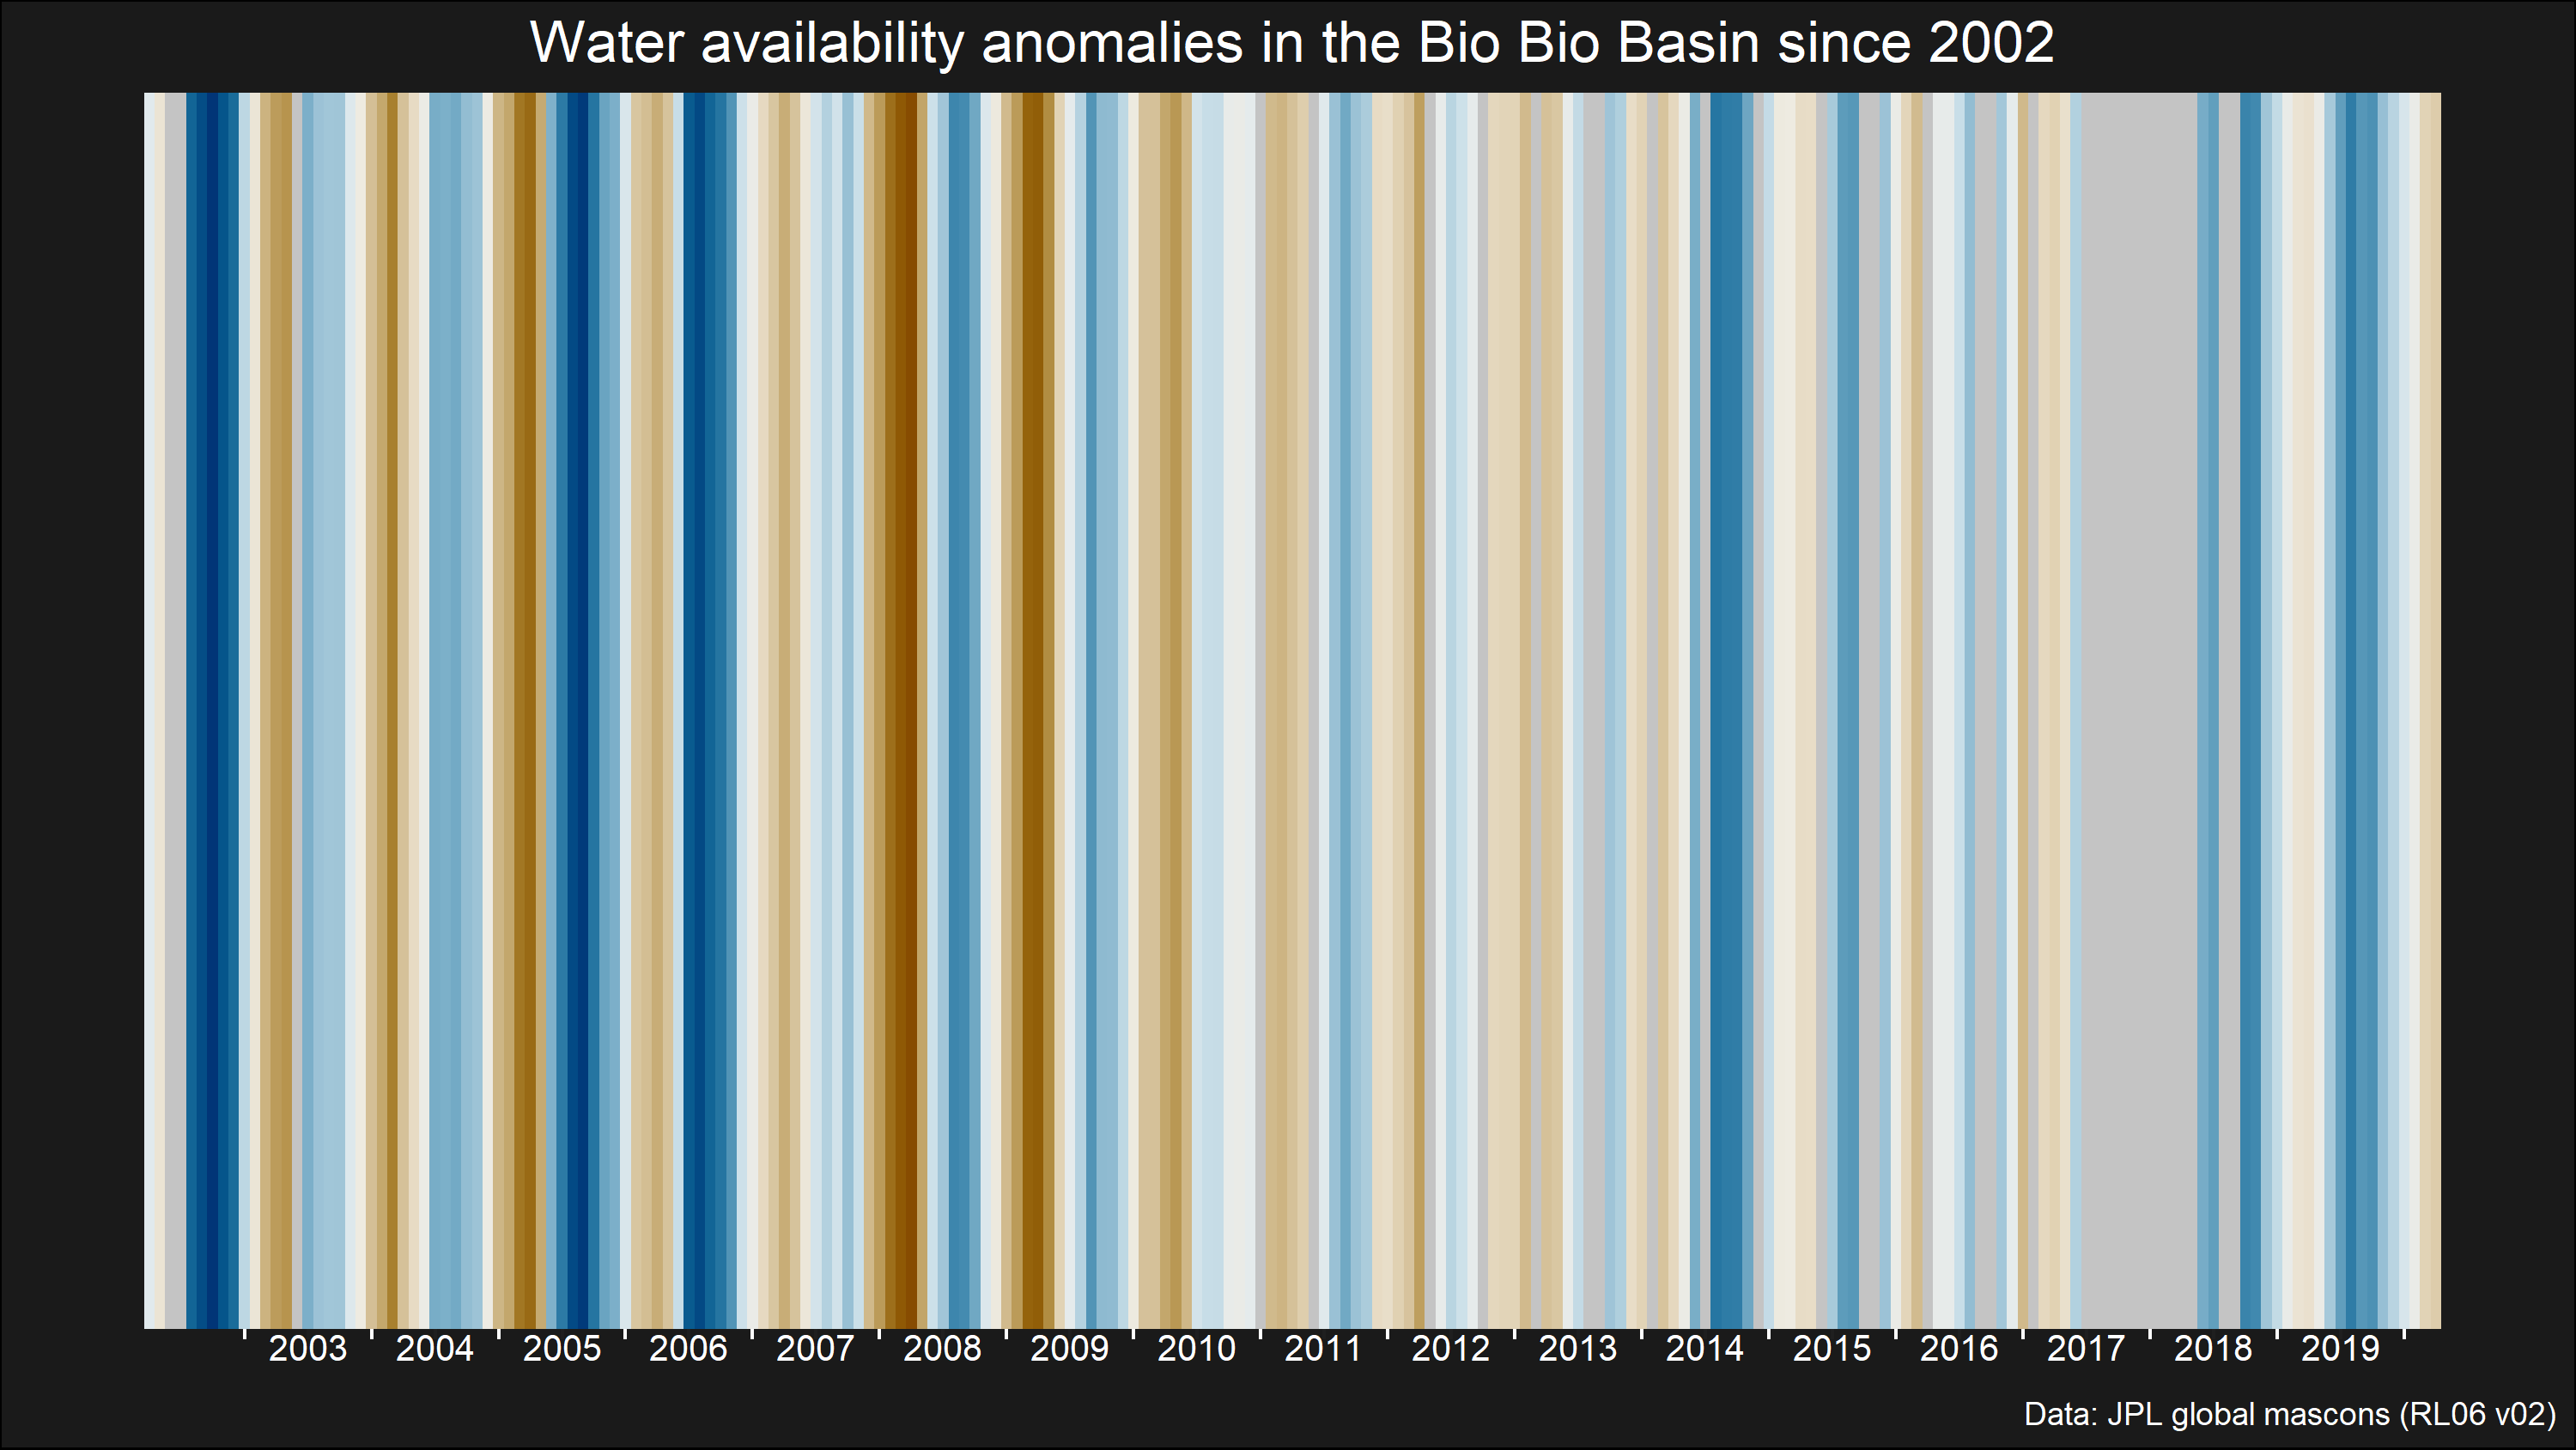 Water availability anomalies in the Bio Bio Basin since 2002
2003 2004 2005 2006 2007 2008 2009 2010 2011 2012 2013 2014 2015 2016 2017 2018 2019
Data: JPL global mascons (RL06 v02)